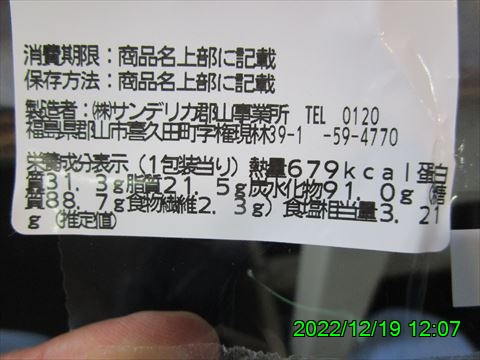 消費期限：商品名上部に記載
保存方法：商品名上部に記載
製造者：㈱サンデリカ郡山事業所 TEL 0120
福島県郡山市喜久田町字権現林39-1 -59-4770
栄養成分表示（1包装当り）熱量679kcal蛋白
質31.3g脂質21.5g炭水化物91.0g（糖
質88.7g食物繊維2.3g）食塩相当量3.21
g（推定値）
2022/12/19 12:07